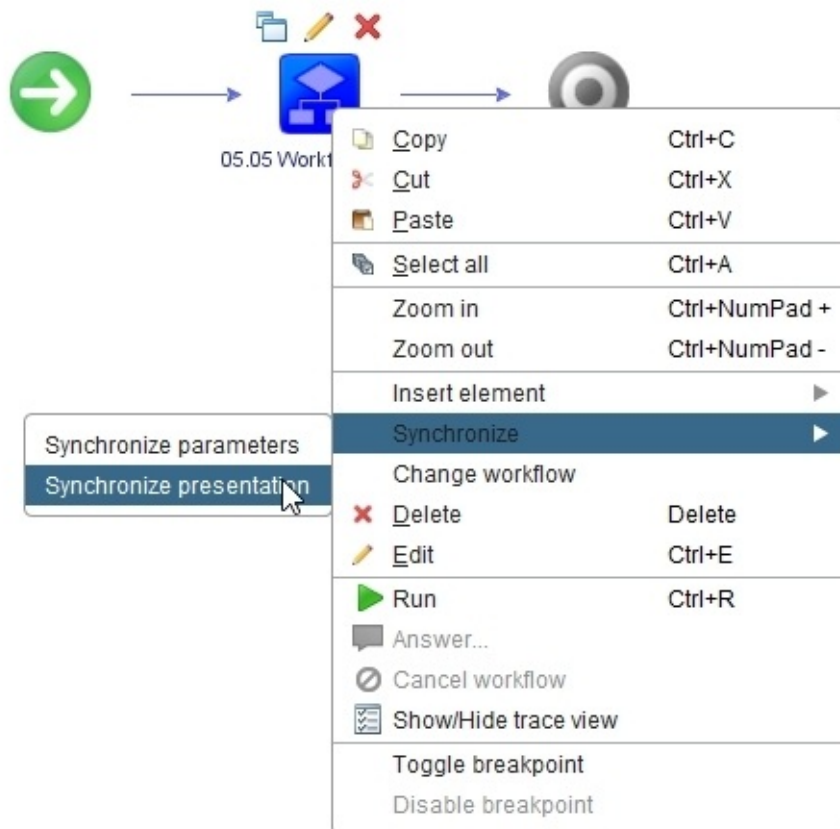 05.05 Workf
Copy Ctrl+C
Cut Ctrl+X
Paste Ctrl+V
Select all Ctrl+A
Zoom in Ctrl+NumPad +
Zoom out Ctrl+NumPad -
Insert element
Synchronize
Synchronize parameters
Synchronize presentation
Change workflow
Delete Delete
Edit Ctrl+E
Run Ctrl+R
Answer...
Cancel workflow
Show/Hide trace view
Toggle breakpoint
Disable breakpoint